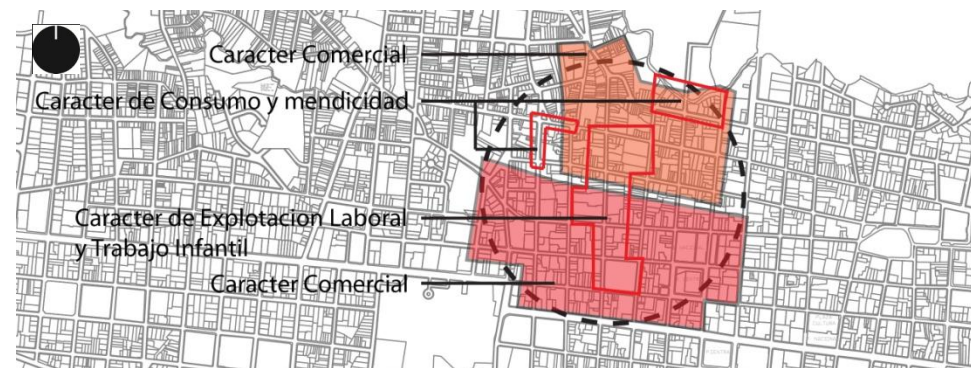 Caracter Comercial
Caracter de Consumo y mendicidad
Caracter de Explotacion Laboral
y Trabajo Infantil
Caracter Comercial